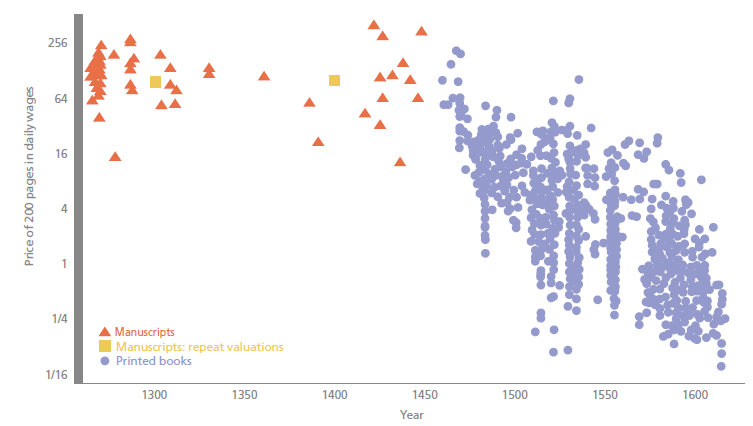 256
64
16
4
1
1/4
1/16
Price of 200 pages in daily wages
Manuscripts
Manuscripts: repeat valuations
Printed books
1300 1350 1400 1450 1500 1550 1600
Year